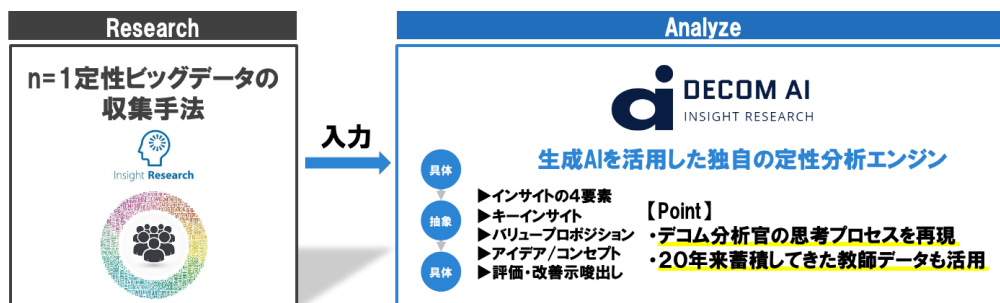 Research
n=1定性ビッグデータの
収集手法
Insight Research
入力
Analyze
ai DECOM AI
INSIGHT RESEARCH
生成AIを活用した独自の定性分析エンジン
具体
抽象
具体
▶インサイトの4要素
▶キーインサイト
▶バリュープロポジション
▶アイデア/コンセプト
▶評価・改善示唆出し
【Point】
・デコム分析官の思考プロセスを再現
・20年来蓄積してきた教師データも活用